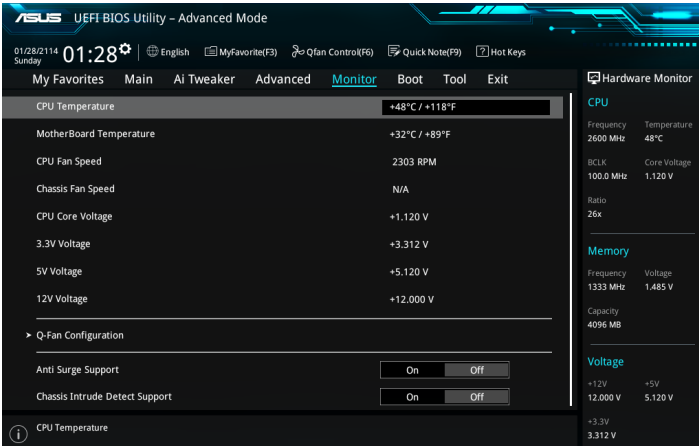 ASUS UEFI BIOS Utility – Advanced Mode
01/28/2114 Sunday 01:28 English MyFavorite(F3) Qfan Control(F6) Quick Note(F9) ? Hot Keys
My Favorites Main Ai Tweaker Advanced Monitor Boot Tool Exit
CPU Temperature +48°C / +118°F
MotherBoard Temperature +32°C / +89°F
CPU Fan Speed 2303 RPM
Chassis Fan Speed N/A
CPU Core Voltage +1.120 V
3.3V Voltage +3.312 V
5V Voltage +5.120 V
12V Voltage +12.000 V
> Q-Fan Configuration
Anti Surge Support On Off
Chassis Intrude Detect Support On Off
i CPU Temperature
Hardware Monitor
CPU
Frequency Temperature
2600 MHz 48°C
BCLK Core Voltage
100.0 MHz 1.120 V
Ratio
26x
Memory
Frequency Voltage
1333 MHz 1.485 V
Capacity
4096 MB
Voltage
+12V +5V
12.000 V 5.120 V
+3.3V
3.312 V